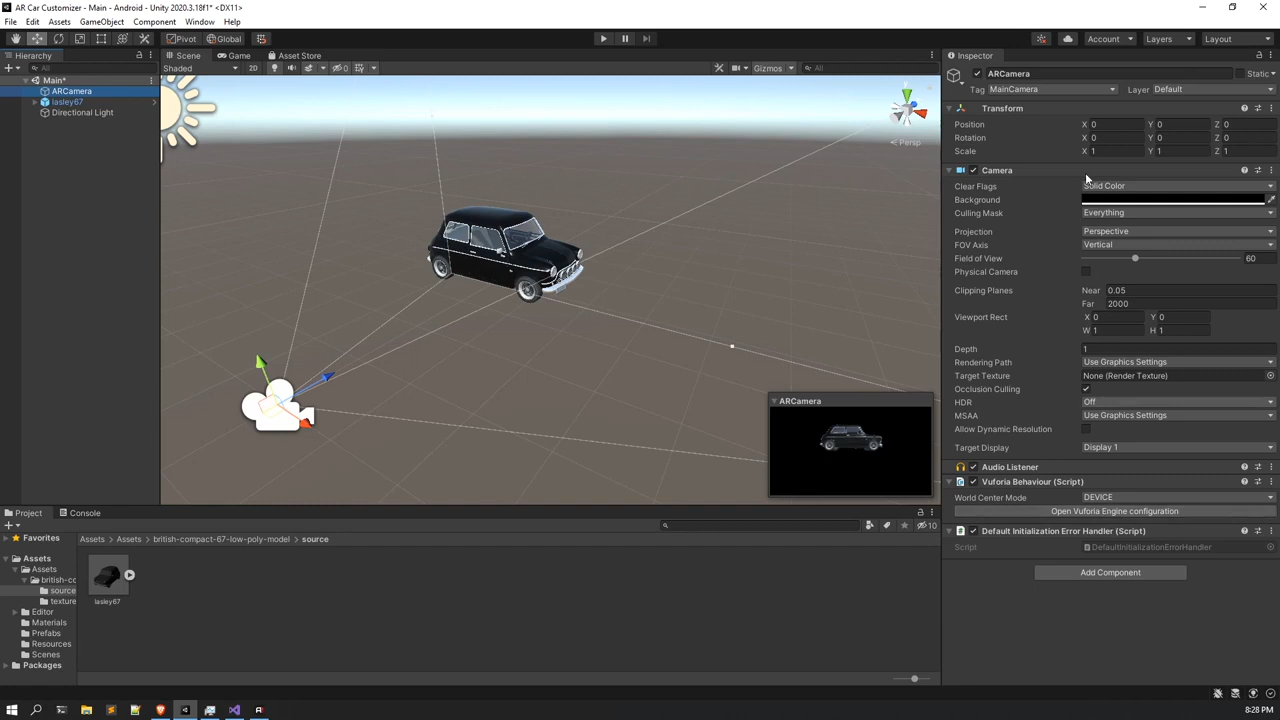 AR Car Customizer - Main - Android - Unity 2020.3.18f1* <DX11>
File Edit Assets GameObject Component Window Help
Pivot Global Account Layers Layout
Hierarchy Scene Game Asset Store Inspector
All Shaded 2D 0 Gizmos All ARCamera Static
Main* Tag MainCamera Layer Default
ARCamera
lasley67 Transform
Directional Light
Position X 0 Y 0 Z 0
Rotation X 0 Y 0 Z 0
Scale X 1 Y 1 Z 1
y
Persp
Camera
Clear Flags Solid Color
Background
Culling Mask Everything
Projection Perspective
FOV Axis Vertical
Field of View 60
Physical Camera
Clipping Planes Near 0.05
Far 2000
Viewport Rect X 0 Y 0
W 1 H 1
Depth 1
Rendering Path Use Graphics Settings
Target Texture None (Render Texture)
Occlusion Culling
HDR Off
MSAA Use Graphics Settings
Allow Dynamic Resolution
Target Display Display 1
ARCamera
Audio Listener
Vuforia Behaviour (Script)
World Center Mode DEVICE
Open Vuforia Engine configuration
Default Initialization Error Handler (Script)
Script DefaultInitializationErrorHandler
Add Component
Project Console
10
Favorites Assets Assets british-compact-67-low-poly-model source
Assets
Assets
british-co
source
texture
Editor
Materials
Prefabs
Resources
Scenes
Packages
lasley67
8:28 PM